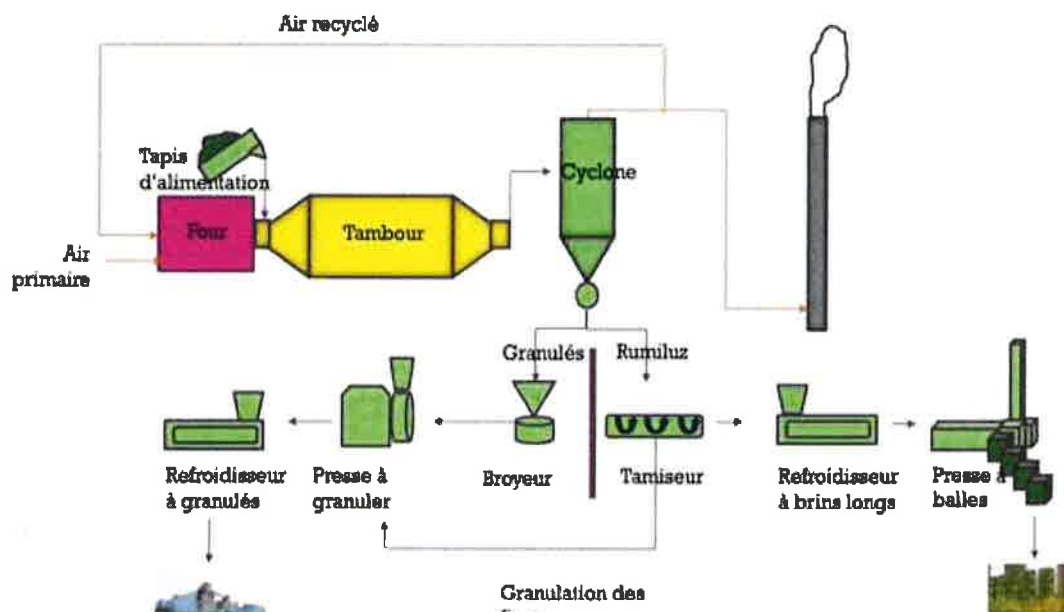 Air recyclé
Tapis
d'alimentation
Cyclone
Four
Tambour
Air
primaire
Granulés
Rumiluz
Refroidisseur
à granulés
Presse à
granuler
Broyeur
Tamiseur
Refroidisseur
à brins longs
Presse à
balles
Granulation des